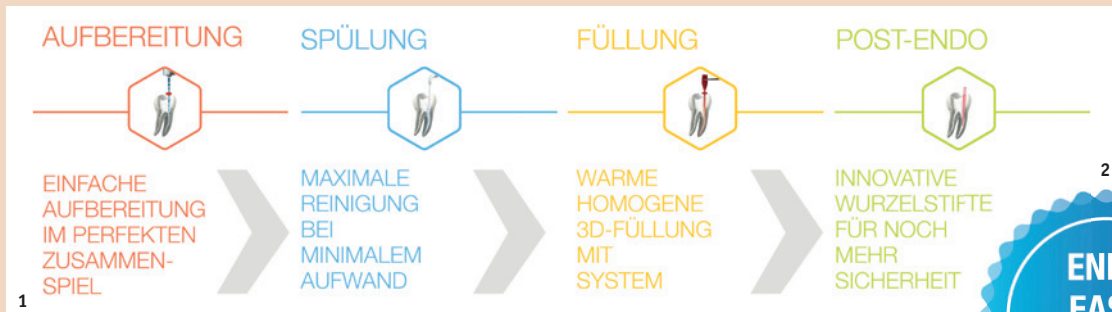 AUFBEREITUNG
EINFACHE
AUFBEREITUNG
IM PERFEKTEN
ZUSAMMEN-
SPIEL
SPÜLUNG
MAXIMALE
REINIGUNG
BEI
MINIMALEM
AUFWAND
FÜLLUNG
WARME
HOMOGENE
3D-FÜLLUNG
MIT
SYSTEM
POST-ENDO
INNOVATIVE
WURZELSTIFTE
FÜR NOCH
MEHR
SICHERHEIT
1
2